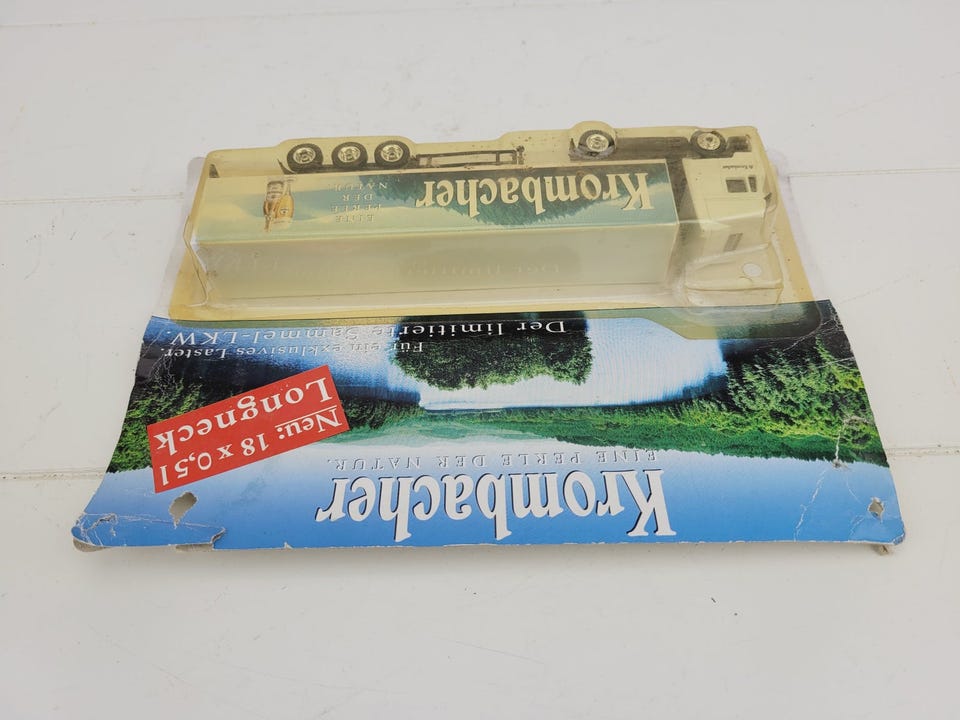 Krombacher
EINE PERLE DER NATUR.
Neu: 18 x 0,5 l
Longneck
Für ein exklusives Laster.
Der limitierte Sammel-LKW.
Krombacher
EINE
PERLE
DER
NATUR